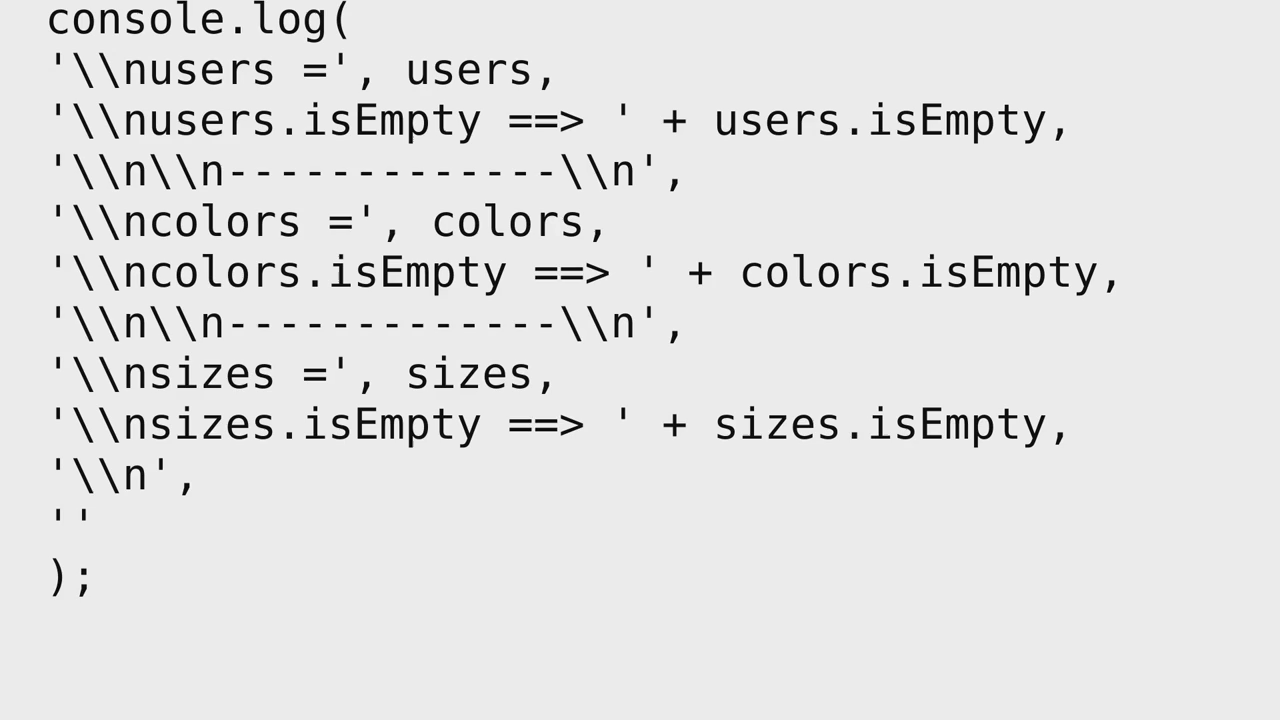 console.log(
'\\nusers =', users,
'\\nusers.isEmpty ==> ' + users.isEmpty,
'\\n\\n-------------\\n',
'\\ncolors =', colors,
'\\ncolors.isEmpty ==> ' + colors.isEmpty,
'\\n\\n-------------\\n',
'\\nsizes =', sizes,
'\\nsizes.isEmpty ==> ' + sizes.isEmpty,
'\\n',
''
);